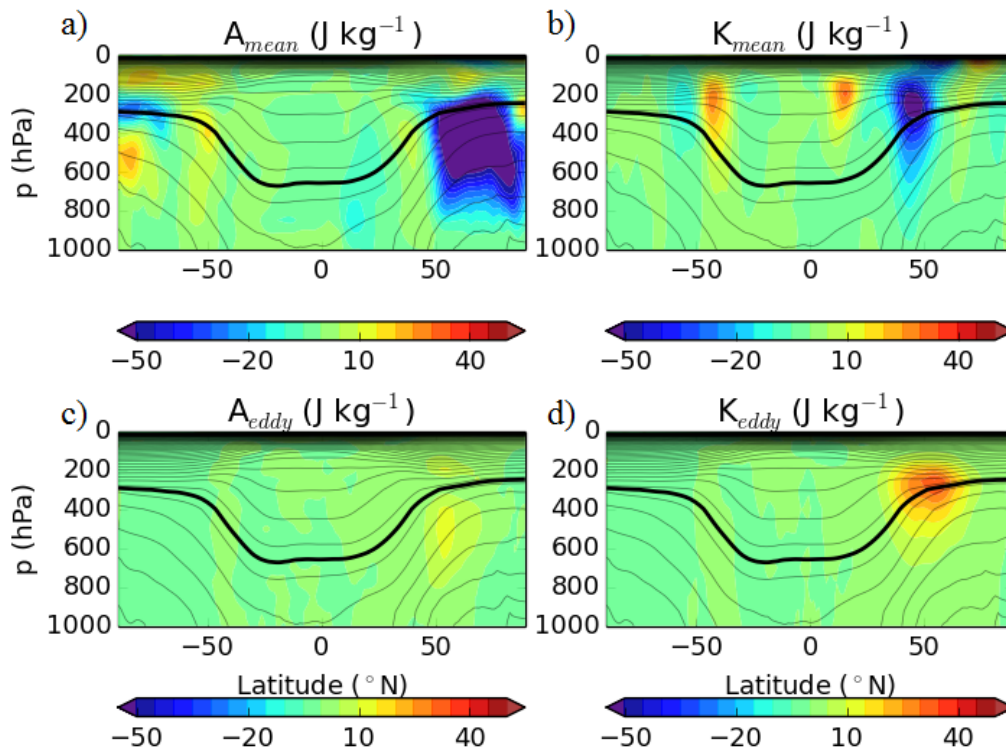 a) A_mean (J kg⁻¹) b) K_mean (J kg⁻¹)
0 0
200 200
p (hPa) 400 400
600 600
800 800
1000 1000
−50 0 50 −50 0 50
−50 −20 10 40 −50 −20 10 40
c) A_eddy (J kg⁻¹) d) K_eddy (J kg⁻¹)
0 0
200 200
p (hPa) 400 400
600 600
800 800
1000 1000
−50 0 50 −50 0 50
Latitude (°N) Latitude (°N)
−50 −20 10 40 −50 −20 10 40